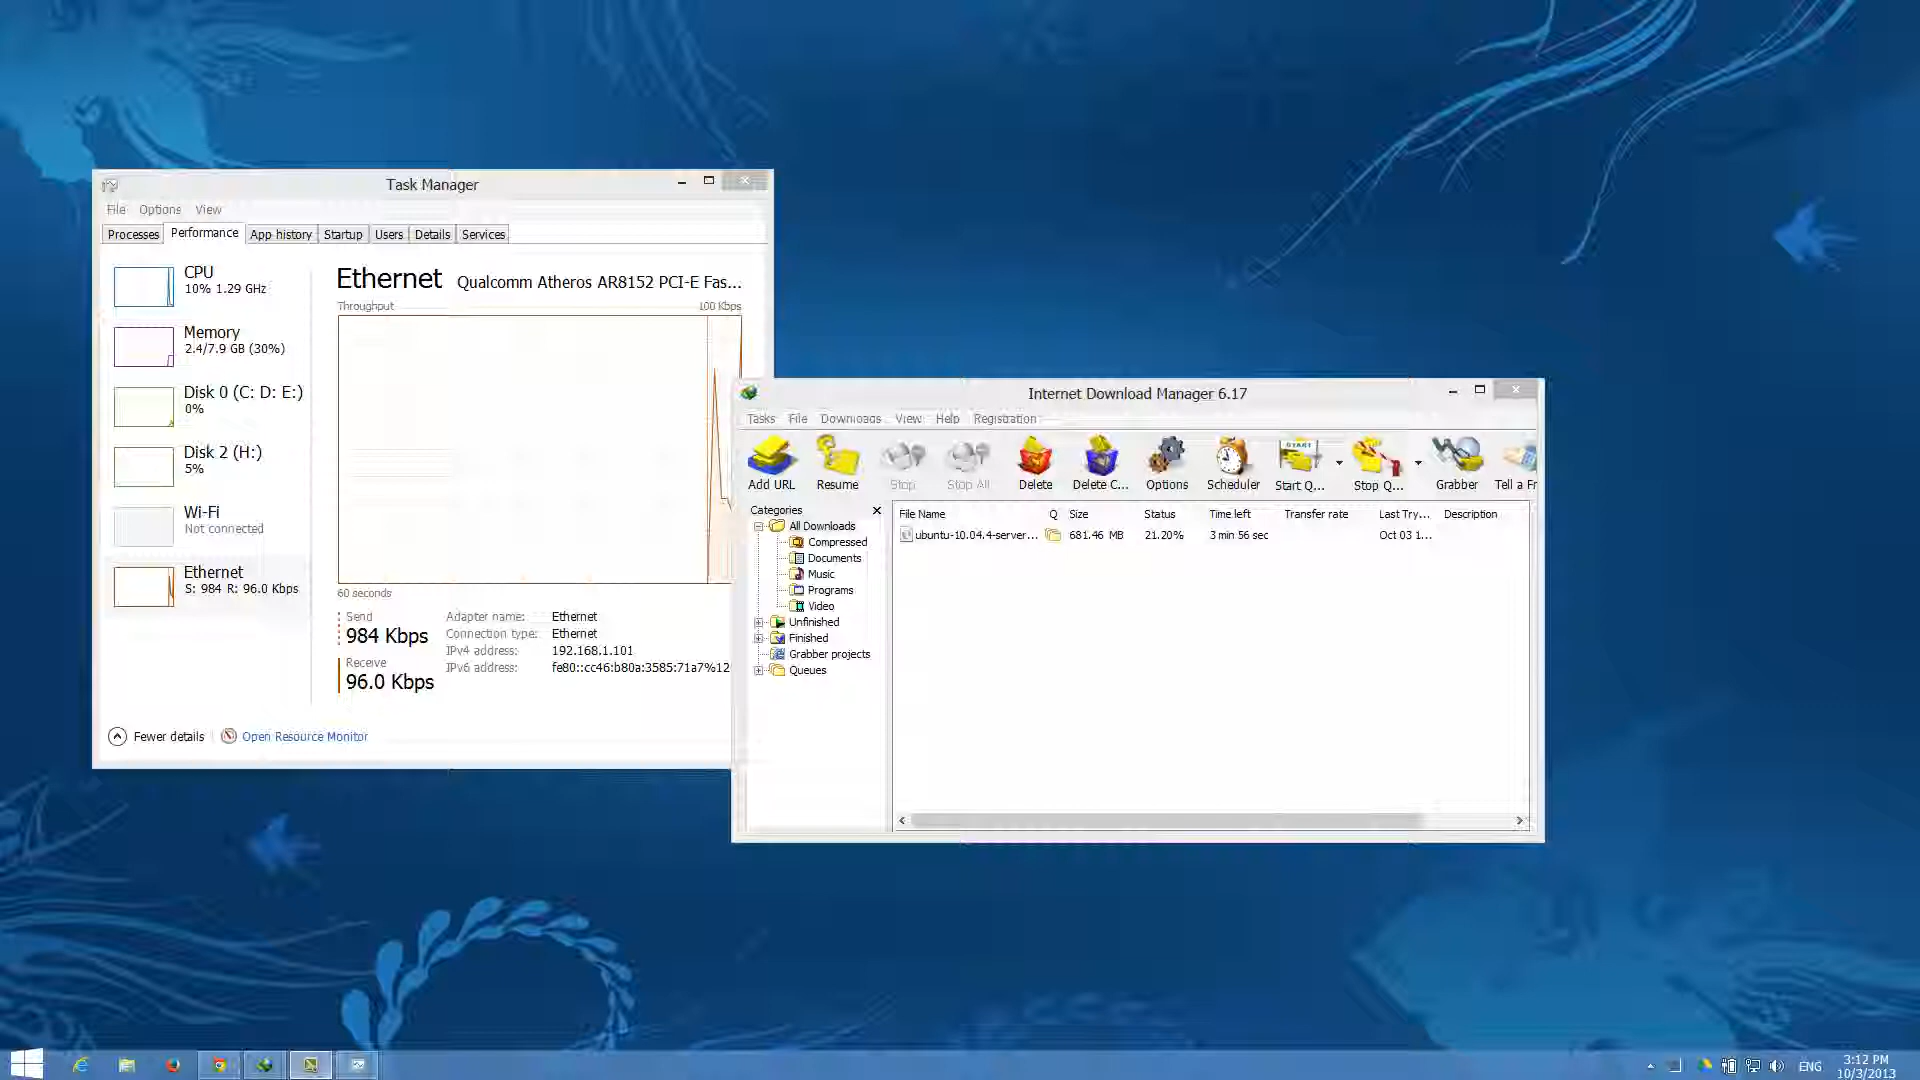 Task Manager
File Options View
Processes Performance App history Startup Users Details Services
CPU
10% 1.29 GHz
Memory
2.4/7.9 GB (30%)
Disk 0 (C: D: E:)
0%
Disk 2 (H:)
5%
Wi-Fi
Not connected
Ethernet
S: 984 R: 96.0 Kbps
Ethernet Qualcomm Atheros AR8152 PCI-E Fas...
Throughput 100 Kbps
60 seconds
Send
984 Kbps
Receive
96.0 Kbps
Adapter name: Ethernet
Connection type: Ethernet
IPv4 address: 192.168.1.101
IPv6 address: fe80::cc46:b80a:3585:71a7%12
Fewer details Open Resource Monitor
Internet Download Manager 6.17
Tasks File Downloads View Help Registration
Add URL Resume Stop Stop All Delete Delete C... Options Scheduler Start Q... Stop Q... Grabber Tell a Fr
Categories
All Downloads
Compressed
Documents
Music
Programs
Video
Unfinished
Finished
Grabber projects
Queues
File Name Q Size Status Time left Transfer rate Last Try... Description
ubuntu-10.04.4-server... 681.46 MB 21.20% 3 min 56 sec Oct 03 1...
ENG
3:12 PM
10/3/2013